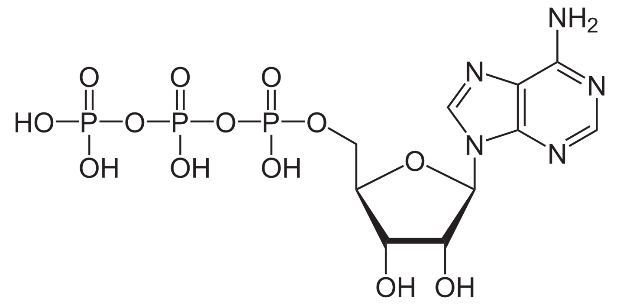 NH₂
N N
O O O
HO P O P O P O
N N
O
OH OH OH
OH OH